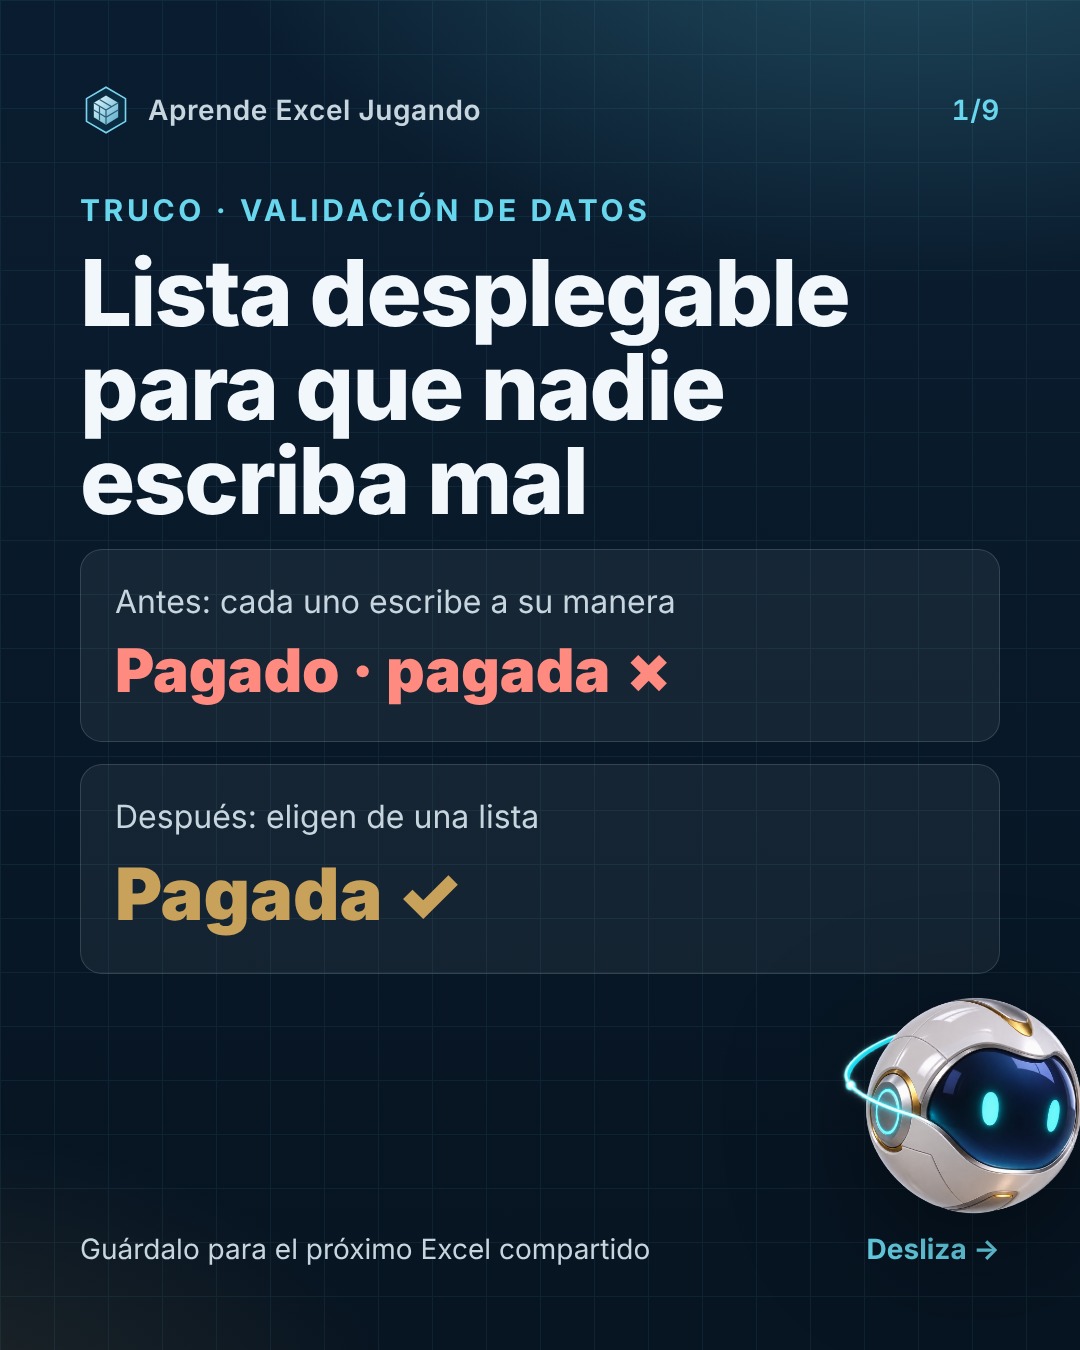 Aprende Excel Jugando
1/9
TRUCO · VALIDACIÓN DE DATOS
Lista desplegable
para que nadie
escriba mal
Antes: cada uno escribe a su manera
Pagado · pagada ✖
Después: eligen de una lista
Pagada ✔
Guárdalo para el próximo Excel compartido
Desliza →